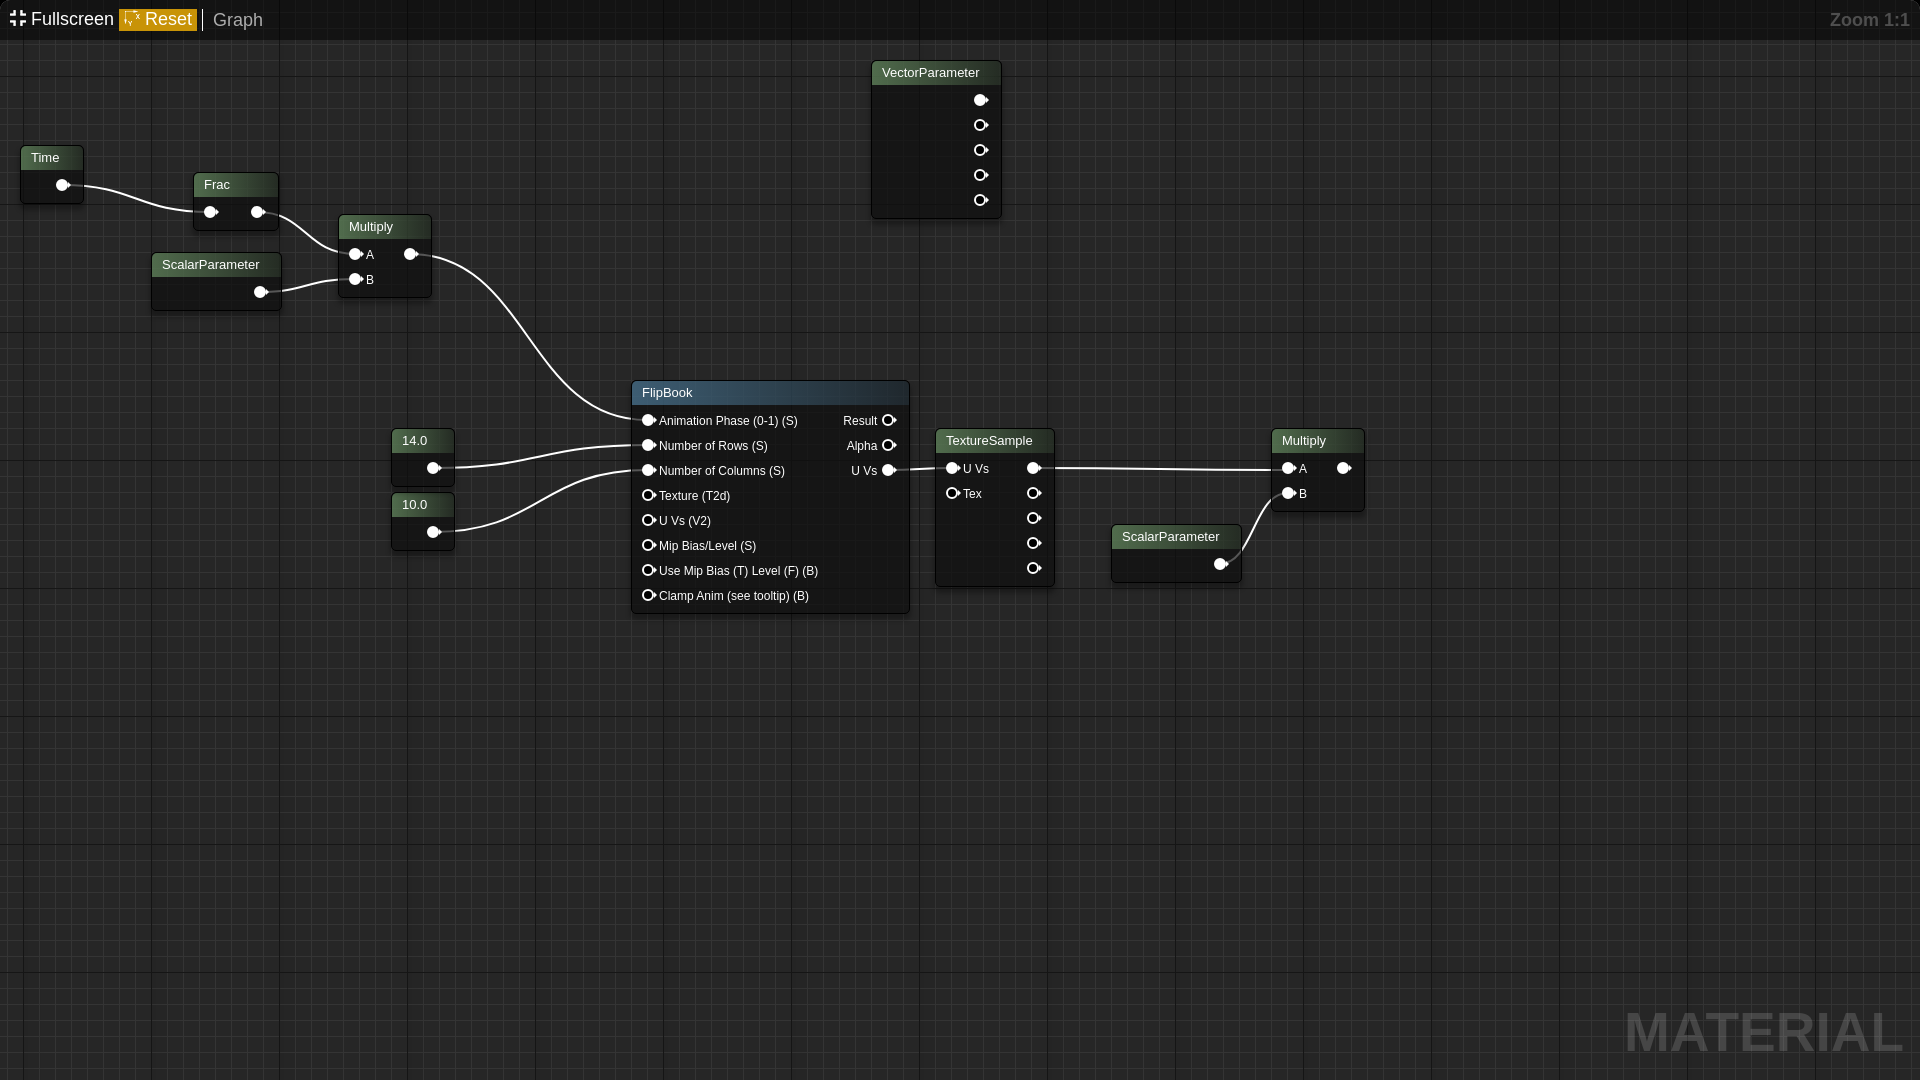 Fullscreen Reset Graph
Zoom 1:1
VectorParameter
Time
Frac
Multiply
A
B
ScalarParameter
FlipBook
Animation Phase (0-1) (S) Result
Number of Rows (S) Alpha
Number of Columns (S) U Vs
Texture (T2d)
U Vs (V2)
Mip Bias/Level (S)
Use Mip Bias (T) Level (F) (B)
Clamp Anim (see tooltip) (B)
14.0
10.0
TextureSample
U Vs
Tex
Multiply
A
B
ScalarParameter
MATERIAL